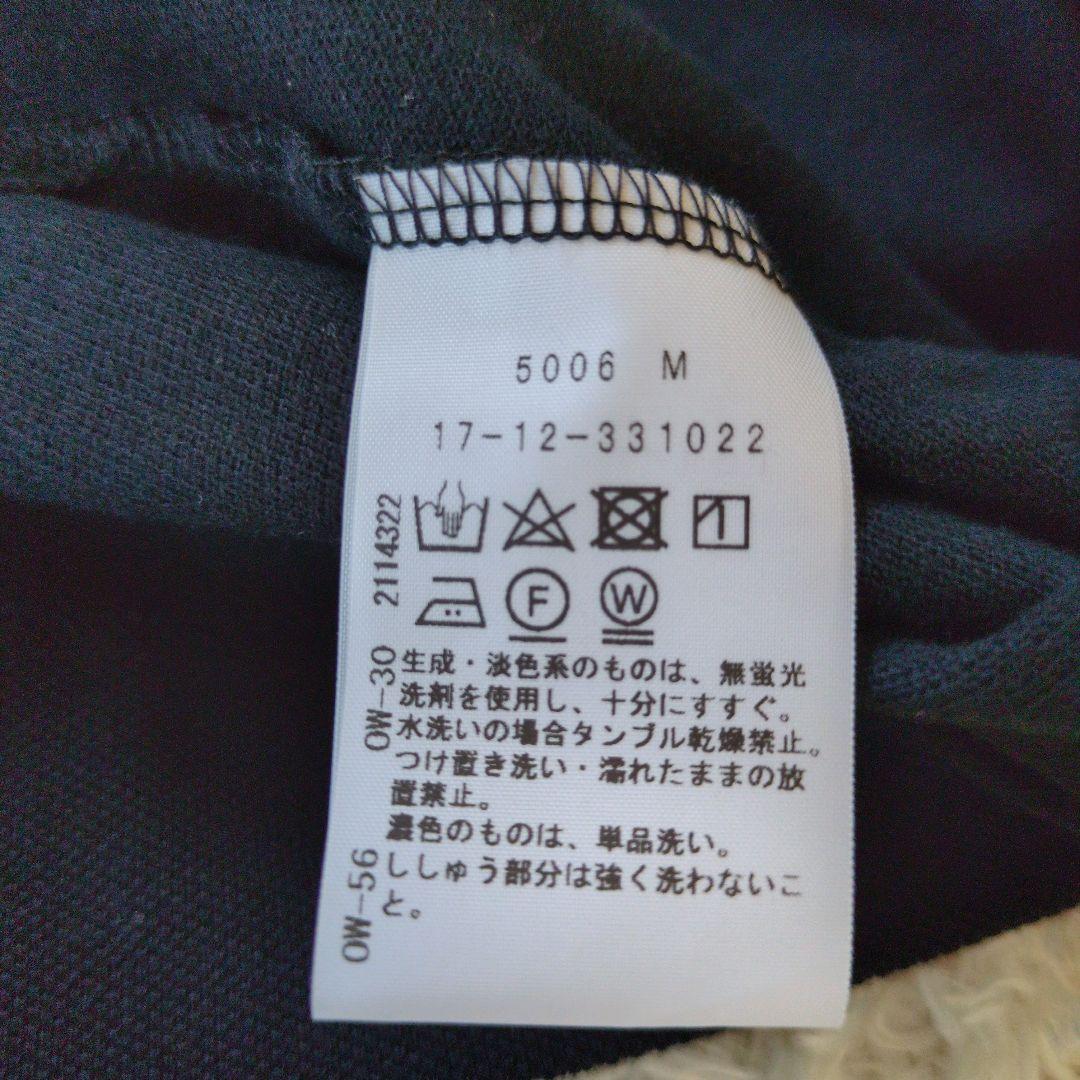 5006 M
17-12-331022
1
F W
生成・淡色系のものは、無蛍光
洗剤を使用し、十分にすすぐ。
水洗いの場合タンブル乾燥禁止。
つけ置き洗い・濡れたままの放
置禁止。
濃色のものは、単品洗い。
ししゅう部分は強く洗わないこ
と。
2114322
OW-30
OW-56